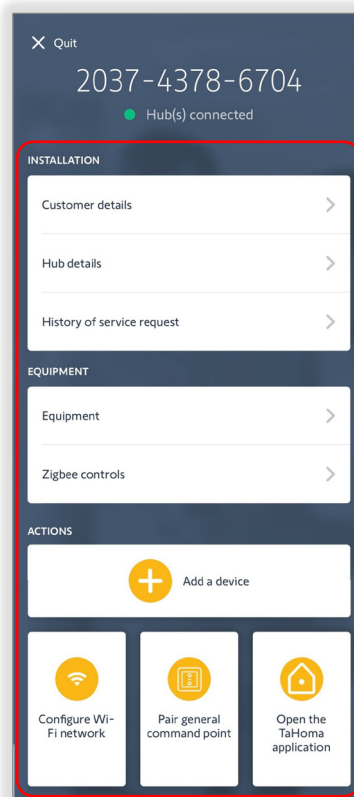 Quit
2037-4378-6704
Hub(s) connected
INSTALLATION
Customer details
Hub details
History of service request
EQUIPMENT
Equipment
Zigbee controls
ACTIONS
Add a device
Configure Wi-
Fi network
Pair general
command point
Open the
TaHoma
application